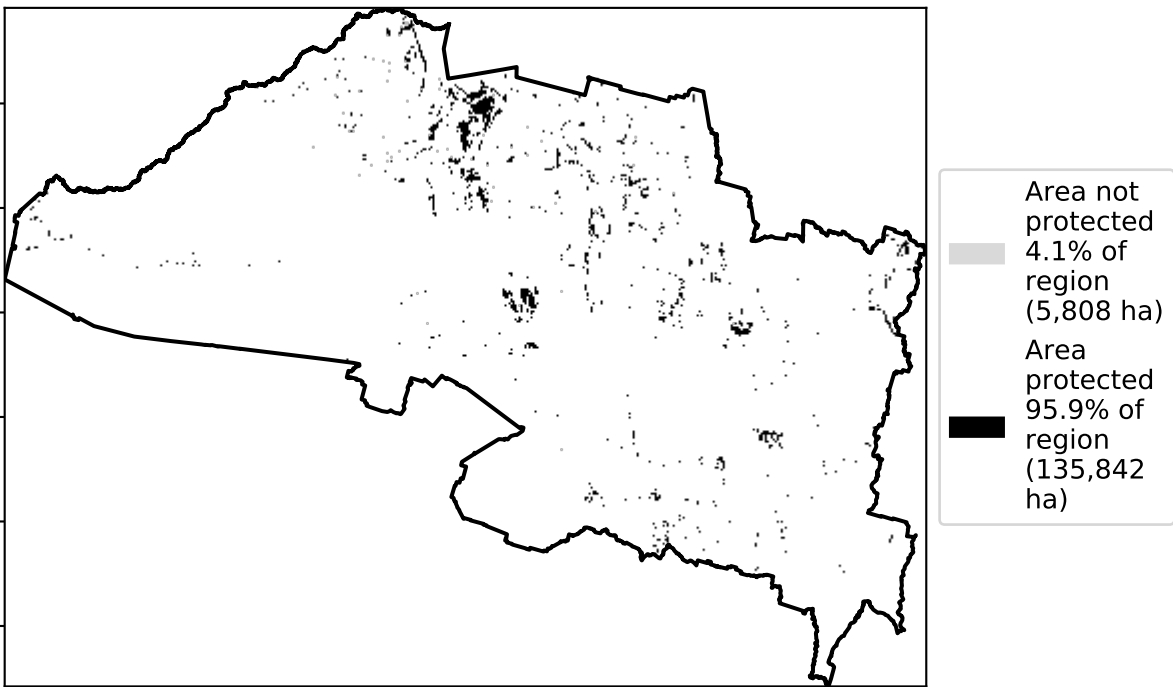 Area not
protected
4.1% of
region
(5,808 ha)
Area
protected
95.9% of
region
(135,842
ha)